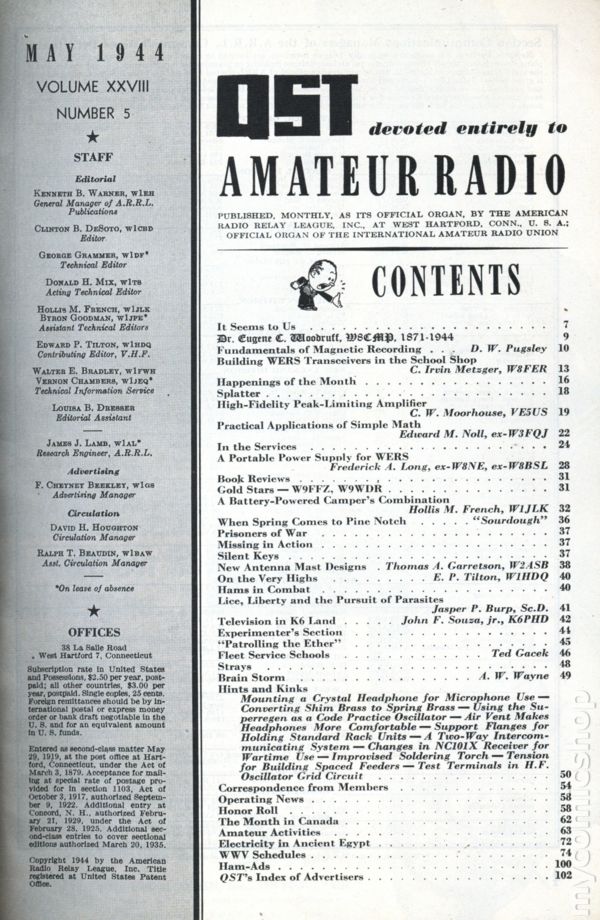 MAY 1944
VOLUME XXVIII
NUMBER 5
STAFF
Editorial
KENNETH B. WARNER, W1EH
General Manager of A.R.R.L.
Publications
CLINTON B. DESOTO, W1CBD
Editor
GEORGE GRAMMER, W1DF*
Technical Editor
DONALD H. MIX, W1TS
Acting Technical Editor
HOLLIS M. FRENCH, W1JLK
BYRON GOODMAN, W1JPE*
Assistant Technical Editors
EDWARD P. TILTON, W1HDQ
Contributing Editor, V.H.F.
WALTER E. BRADLEY, W1FWH
VERNON CHAMBERS, W1JEQ*
Technical Information Service
LOUISA B. DRESSER
Editorial Assistant
JAMES J. LAMB, W1AL*
Research Engineer, A.R.R.L.
Advertising
F. CHEYNEY BEEKLEY, W1GS
Advertising Manager
Circulation
DAVID H. HOUGHTON
Circulation Manager
RALPH T. BEAUDIN, W1BAW
Asst. Circulation Manager
*On leave of absence
OFFICES
38 La Salle Road
West Hartford 7, Connecticut
Subscription rate in United States
and Possessions, $2.50 per year, post-
paid; all other countries, $3.00 per
year, postpaid. Single copies, 25 cents.
Foreign remittances should be by in-
ternational postal or express money
order or bank draft negotiable in the
U. S. and for an equivalent amount
in U. S. funds.
Entered as second-class matter May
29, 1919, at the post office at Hart-
ford, Connecticut, under the Act of
March 3, 1879. Acceptance for mail-
ing at special rate of postage pro-
vided for in section 1103, Act of
October 3, 1917, authorized Septem-
ber 9, 1922. Additional entry at
Concord, N. H., authorized Febru-
ary 21, 1929, under the Act of
February 28, 1925. Additional sec-
ond-class entries to cover sectional
editions authorized March 20, 1935.
Copyright 1944 by the American
Radio Relay League, Inc. Title
registered at United States Patent
Office.
QST devoted entirely to
AMATEUR RADIO
PUBLISHED, MONTHLY, AS ITS OFFICIAL ORGAN, BY THE AMERICAN
RADIO RELAY LEAGUE, INC., AT WEST HARTFORD, CONN., U. S. A.;
OFFICIAL ORGAN OF THE INTERNATIONAL AMATEUR RADIO UNION
CONTENTS
It Seems to Us . . . 7
Dr. Eugene C. Woodruff, W8CMP, 1871-1944 9
Fundamentals of Magnetic Recording . . . D. W. Pugsley 10
Building WERS Transceivers in the School Shop
C. Irvin Metzger, W8FER 13
Happenings of the Month . . . 16
Splatter . . . 18
High-Fidelity Peak-Limiting Amplifier
C. W. Moorhouse, VE5US 19
Practical Applications of Simple Math
Edward M. Noll, ex-W3FQJ 22
In the Services . . . 24
A Portable Power Supply for WERS
Frederick A. Long, ex-W8NE, ex-W8BSL 28
Book Reviews . . . 31
Gold Stars — W9FFZ, W9WDR . . . 31
A Battery-Powered Camper's Combination
Hollis M. French, W1JLK 32
When Spring Comes to Pine Notch . . . "Sourdough" 36
Prisoners of War . . . 37
Missing in Action . . . 37
Silent Keys . . . 37
New Antenna Mast Designs . Thomas A. Garretson, W2ASB 38
On the Very Highs . . . E. P. Tilton, W1HDQ 40
Hams in Combat . . . 40
Lice, Liberty and the Pursuit of Parasites
Jasper P. Burp, Sc.D. 41
Television in K6 Land . . . John F. Souza, jr., K6PHD 42
Experimenter's Section . . . 44
"Patrolling the Ether" . . . 45
Fleet Service Schools . . . Ted Gacek 46
Strays . . . 48
Brain Storm . . . A. W. Wayne 49
Hints and Kinks
Mounting a Crystal Headphone for Microphone Use —
Converting Shim Brass to Spring Brass — Using the Su-
perregen as a Code Practice Oscillator — Air Vent Makes
Headphones More Comfortable — Support Flanges for
Holding Standard Rack Units — A Two-Way Intercom-
municating System — Changes in NC101X Receiver for
Wartime Use — Improvised Soldering Torch — Tension
for Building Spaced Feeders — Test Terminals in H.F.
Oscillator Grid Circuit 50
Correspondence from Members . . . 54
Operating News . . . 58
Honor Roll . . . 58
The Month in Canada . . . 62
Amateur Activities . . . 63
Electricity in Ancient Egypt . . . 72
WWV Schedules . . . 74
Ham-Ads . . . 100
QST's Index of Advertisers . . . 102
mycomicshop